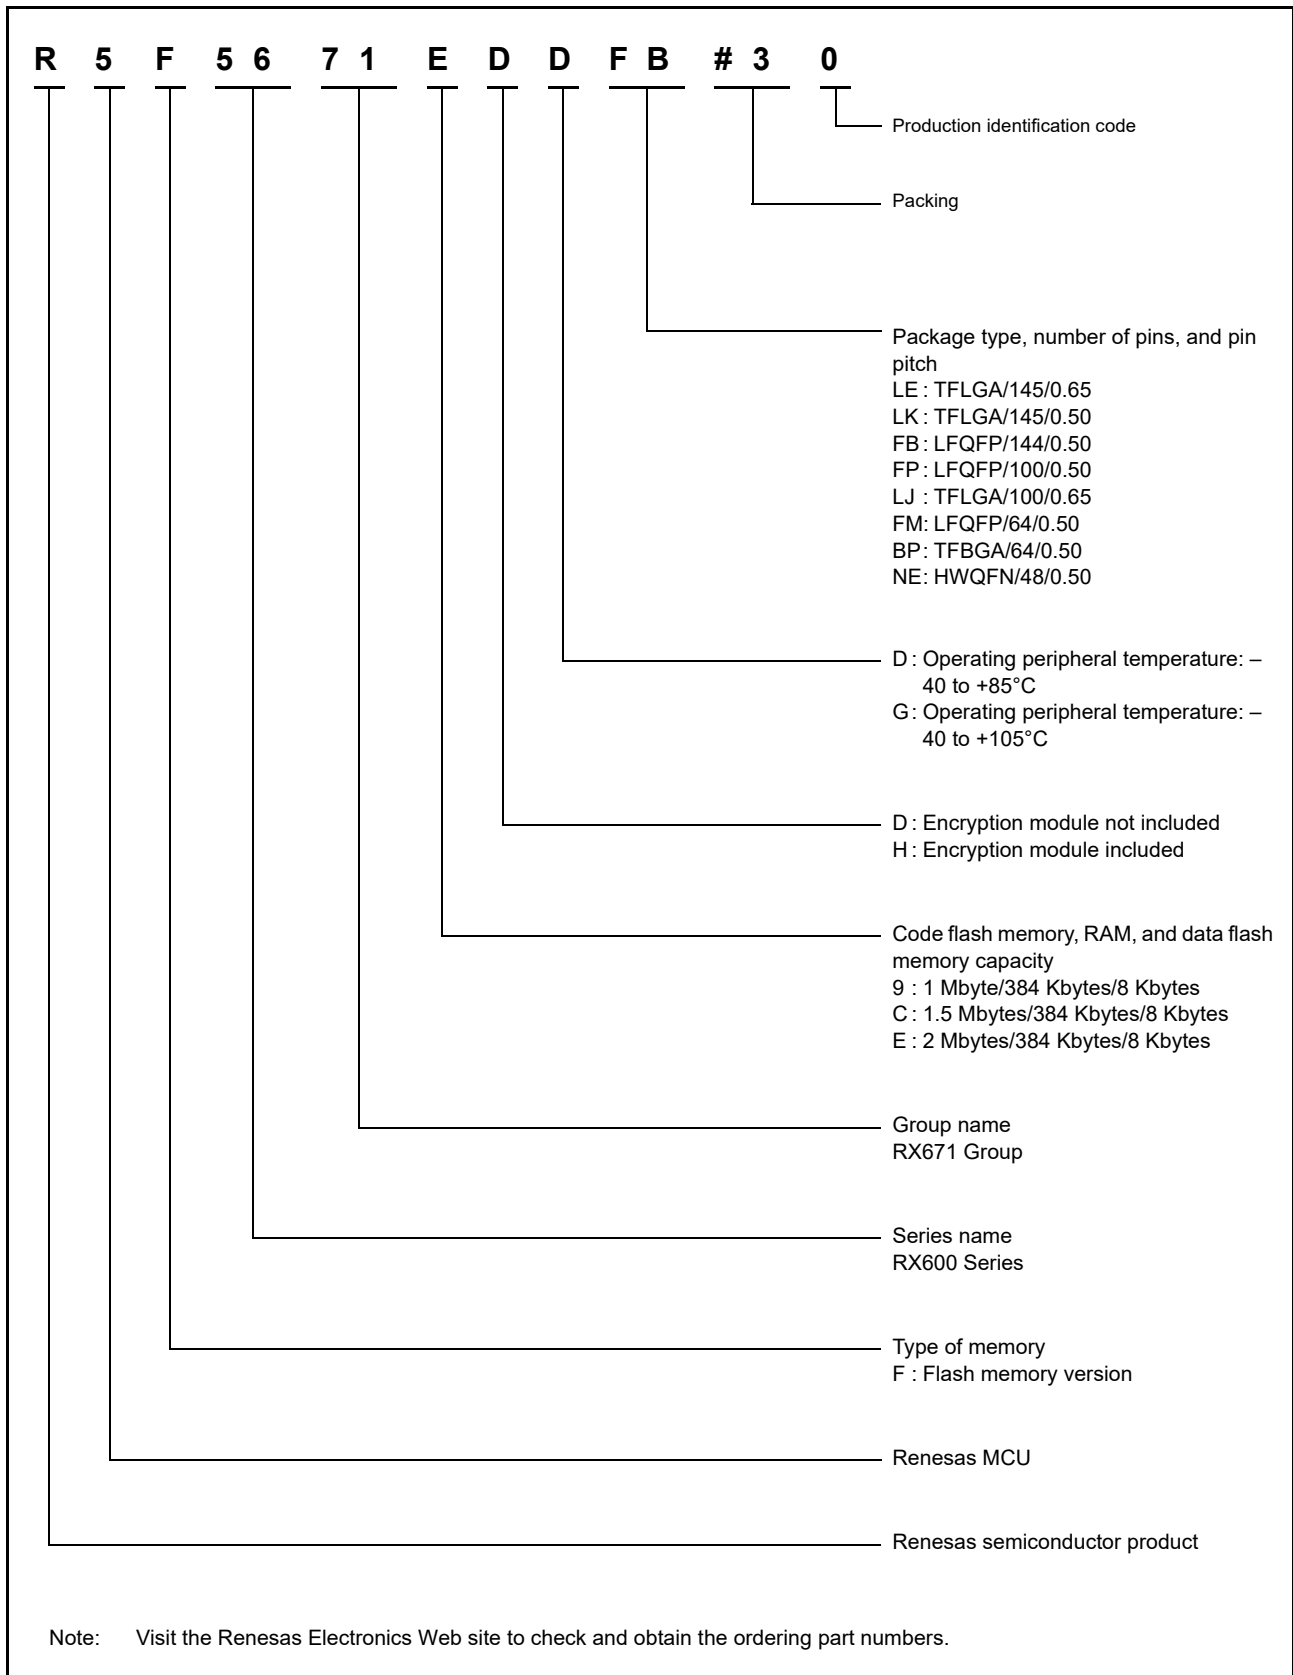 R 5 F 5 6 7 1 E D D F B # 3 0
Production identification code
Packing
Package type, number of pins, and pin
pitch
LE : TFLGA/145/0.65
LK : TFLGA/145/0.50
FB : LFQFP/144/0.50
FP : LFQFP/100/0.50
LJ : TFLGA/100/0.65
FM: LFQFP/64/0.50
BP : TFBGA/64/0.50
NE: HWQFN/48/0.50
D : Operating peripheral temperature: –
40 to +85°C
G : Operating peripheral temperature: –
40 to +105°C
D : Encryption module not included
H : Encryption module included
Code flash memory, RAM, and data flash
memory capacity
9 : 1 Mbyte/384 Kbytes/8 Kbytes
C : 1.5 Mbytes/384 Kbytes/8 Kbytes
E : 2 Mbytes/384 Kbytes/8 Kbytes
Group name
RX671 Group
Series name
RX600 Series
Type of memory
F : Flash memory version
Renesas MCU
Renesas semiconductor product
Note: Visit the Renesas Electronics Web site to check and obtain the ordering part numbers.